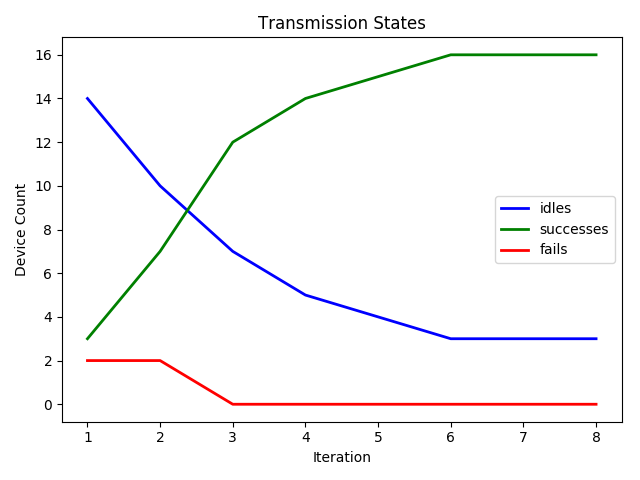 Transmission States
Device Count
16
14
12
10
8
6
4
2
0
idles
successes
fails
1 2 3 4 5 6 7 8
Iteration